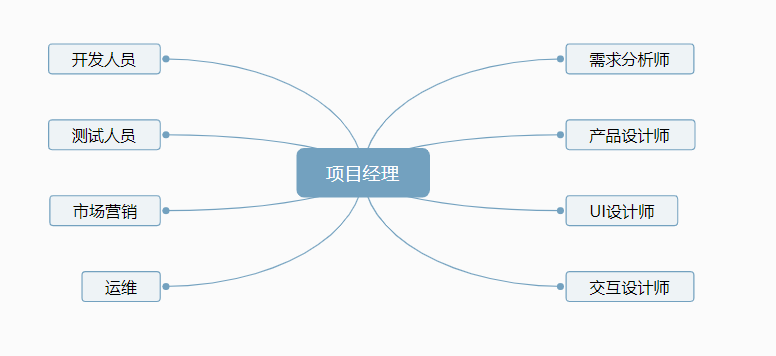 开发人员
需求分析师
测试人员
产品设计师
项目经理
市场营销
UI设计师
运维
交互设计师